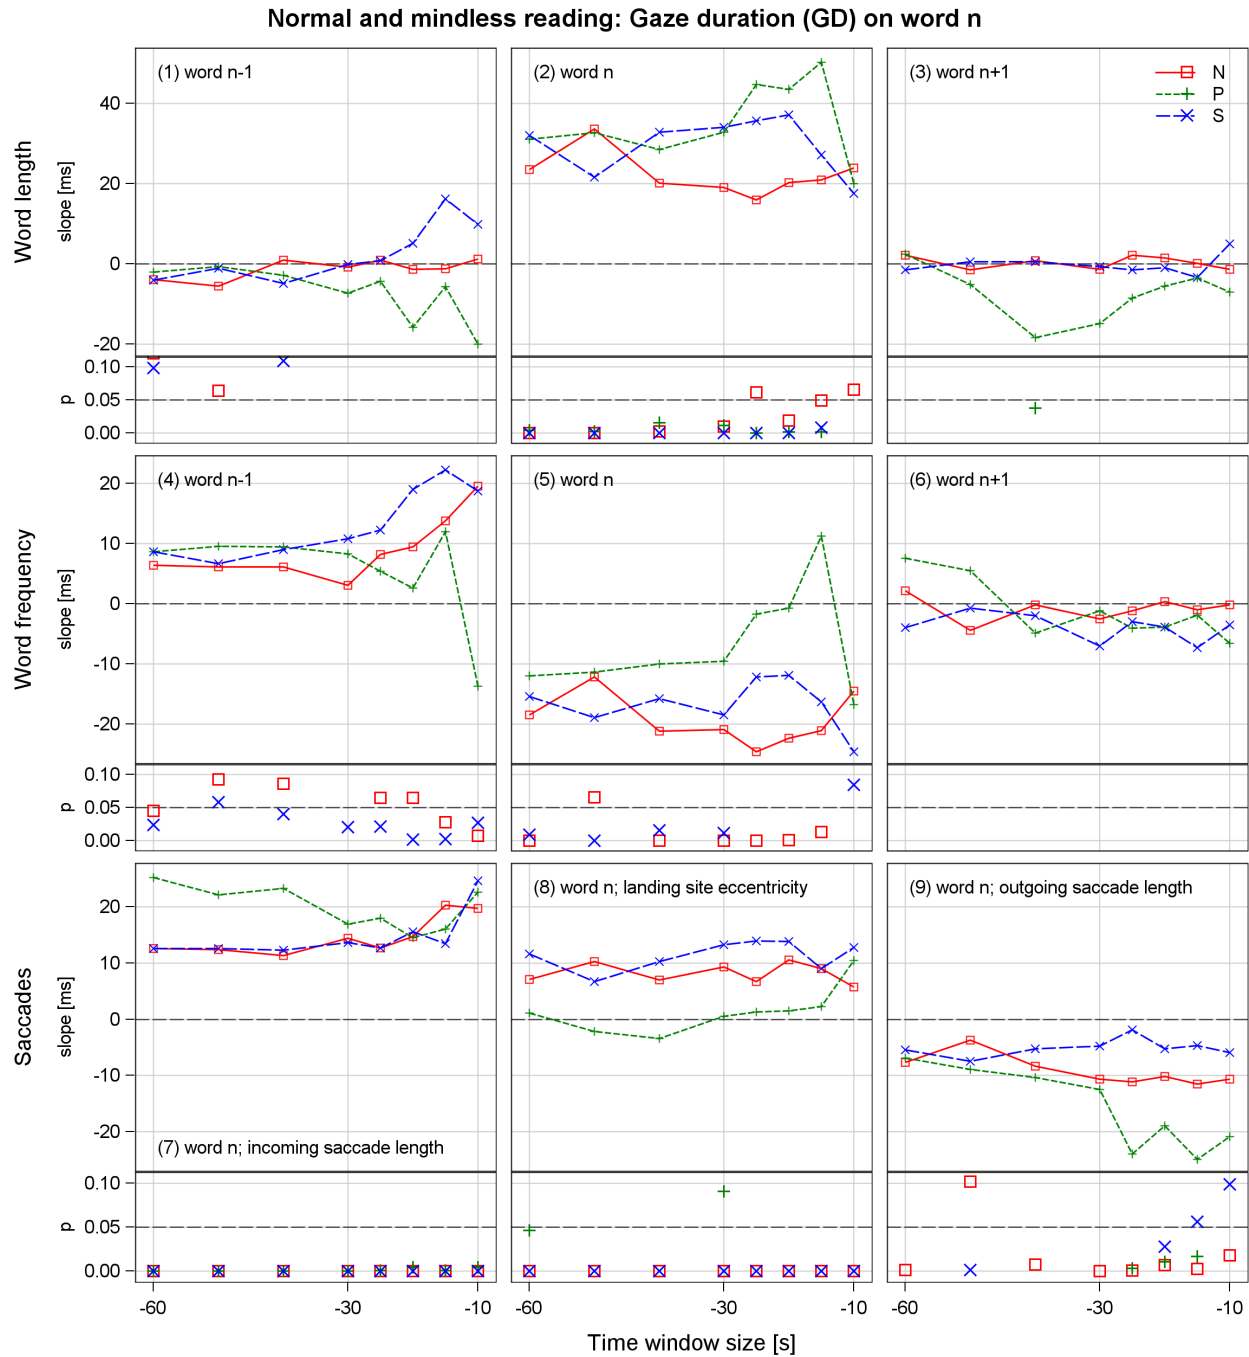 Normal and mindless reading: Gaze duration (GD) on word n
(1) word n-1
(2) word n
(3) word n+1
N
P
S
Word length
slope [ms]
40
20
0
-20
p
0.10
0.05
0.00
(4) word n-1
(5) word n
(6) word n+1
Word frequency
slope [ms]
20
10
0
-10
-20
p
0.10
0.05
0.00
(7) word n; incoming saccade length
(8) word n; landing site eccentricity
(9) word n; outgoing saccade length
Saccades
slope [ms]
20
10
0
-10
-20
p
0.10
0.05
0.00
-60 -30 -10 -60 -30 -10 -60 -30 -10
Time window size [s]